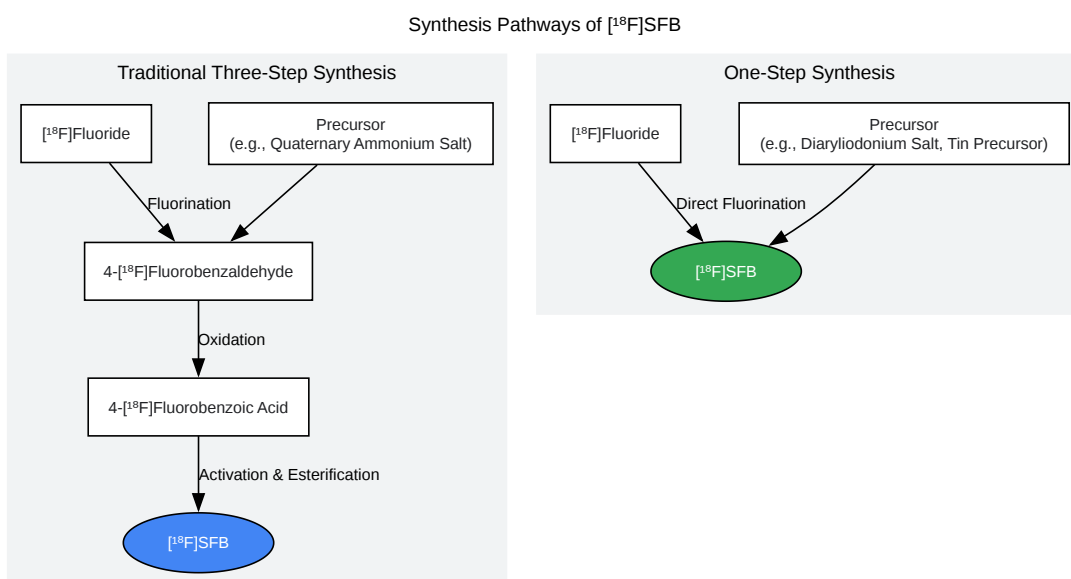 Synthesis Pathways of [¹⁸F]SFB
Traditional Three-Step Synthesis
[¹⁸F]Fluoride
Precursor
(e.g., Quaternary Ammonium Salt)
Fluorination
4-[¹⁸F]Fluorobenzaldehyde
Oxidation
4-[¹⁸F]Fluorobenzoic Acid
Activation & Esterification
[¹⁸F]SFB
One-Step Synthesis
[¹⁸F]Fluoride
Precursor
(e.g., Diaryliodonium Salt, Tin Precursor)
Direct Fluorination
[¹⁸F]SFB